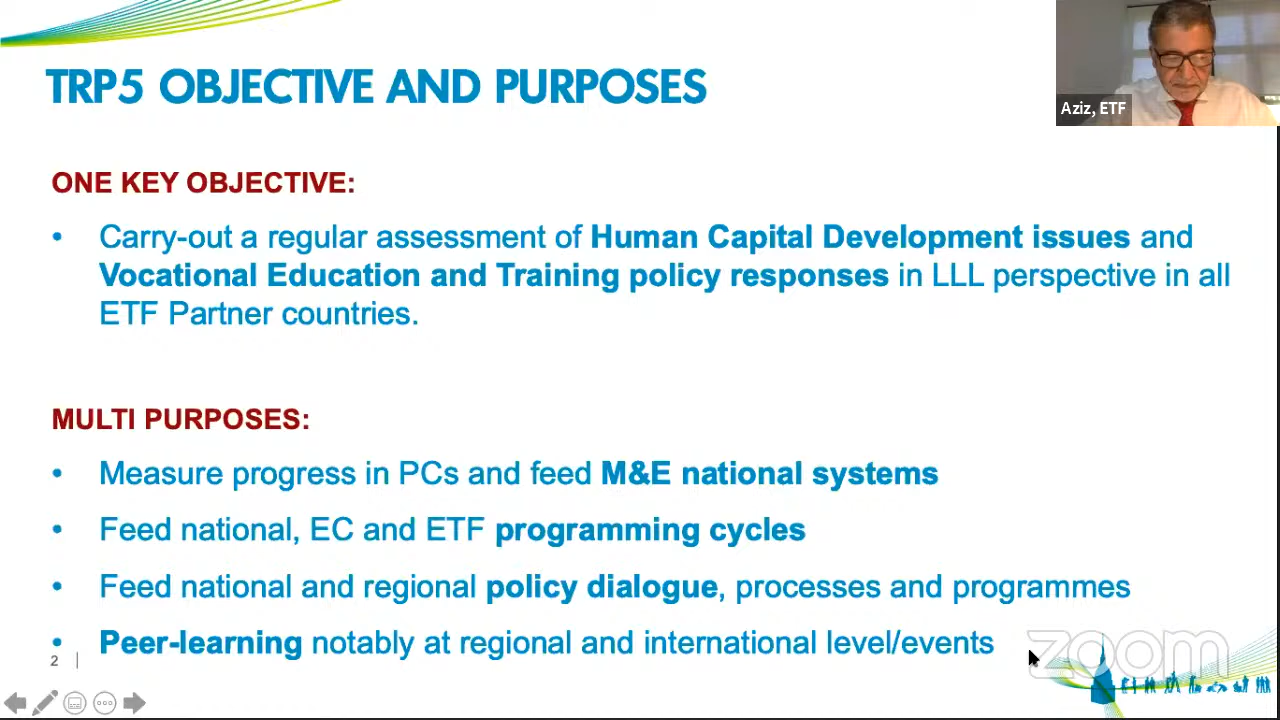 TRP5 OBJECTIVE AND PURPOSES
Aziz, ETF
ONE KEY OBJECTIVE:
• Carry-out a regular assessment of Human Capital Development issues and
Vocational Education and Training policy responses in LLL perspective in all
ETF Partner countries.
MULTI PURPOSES:
• Measure progress in PCs and feed M&E national systems
• Feed national, EC and ETF programming cycles
• Feed national and regional policy dialogue, processes and programmes
• Peer-learning notably at regional and international level/events
2
zoom